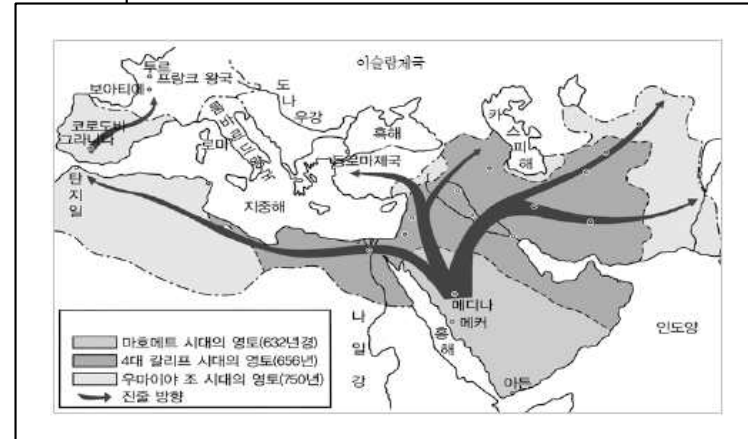 이슬람제국
투르
프랑크 왕국
보아티에
도
나
우강
롬바르드왕국
코로도바
그라나다
로마
흑해
카
스
피
해
동로마제국
탄
지
일
지중해
메디나
메커
홍
해
나
일
강
아튼
인도양
마호메트 시대의 영토(632년경)
4대 갈리프 시대의 영토(656년)
우마이야 조 시대의 영토(750년)
진줄 방향